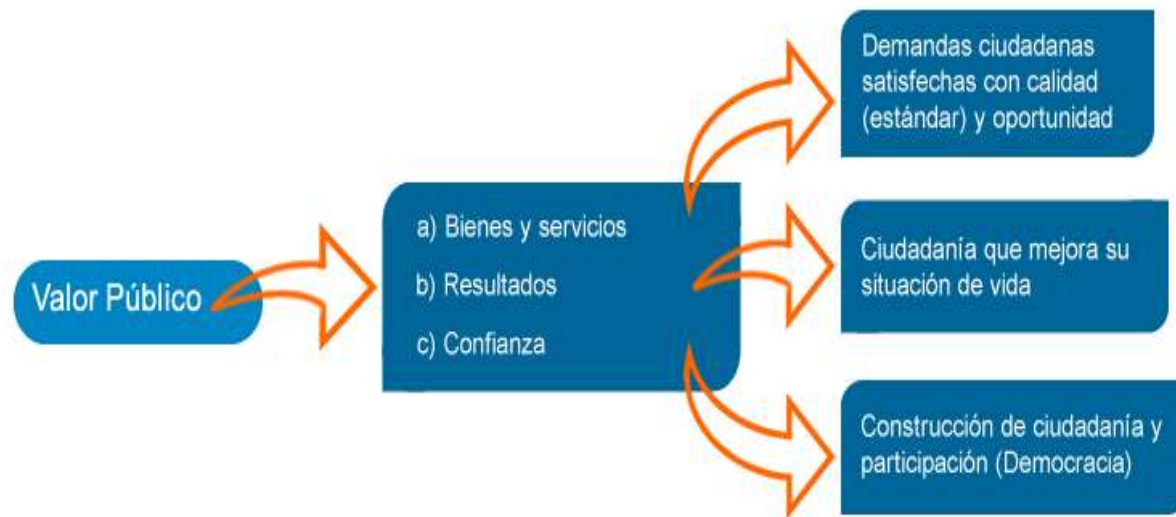 Valor Público
a) Bienes y servicios
b) Resultados
c) Confianza
Demandas ciudadanas
satisfechas con calidad
(estándar) y oportunidad
Ciudadanía que mejora su
situación de vida
Construcción de ciudadanía y
participación (Democracia)